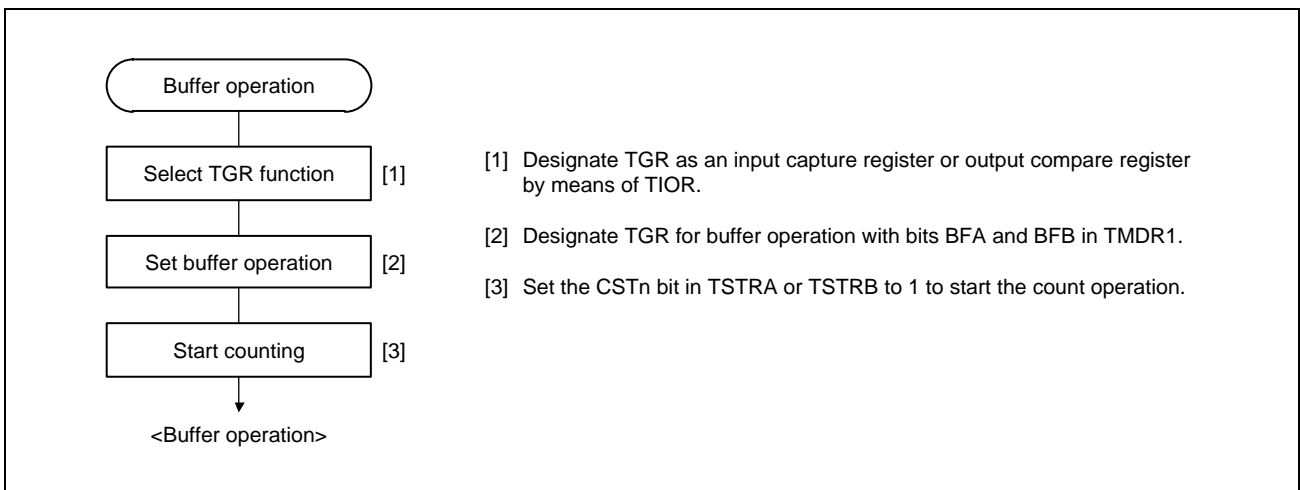 Buffer operation
Select TGR function [1]
Set buffer operation [2]
Start counting [3]
<Buffer operation>
[1] Designate TGR as an input capture register or output compare register
by means of TIOR.
[2] Designate TGR for buffer operation with bits BFA and BFB in TMDR1.
[3] Set the CSTn bit in TSTRA or TSTRB to 1 to start the count operation.